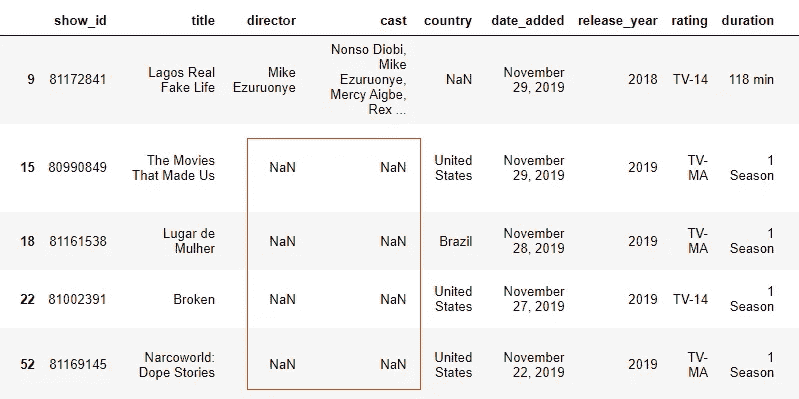 show_id title director cast country date_added release_year rating duration
9 81172841 Lagos Real Fake Life Mike Ezuruonye Nonso Diobi, Mike Ezuruonye, Mercy Aigbe, Rex ... NaN November 29, 2019 2018 TV-14 118 min
15 80990849 The Movies That Made Us NaN NaN United States November 29, 2019 2019 TV-MA 1 Season
18 81161538 Lugar de Mulher NaN NaN Brazil November 28, 2019 2019 TV-MA 1 Season
22 81002391 Broken NaN NaN United States November 27, 2019 2019 TV-14 1 Season
52 81169145 Narcoworld: Dope Stories NaN NaN United States November 22, 2019 2019 TV-MA 1 Season